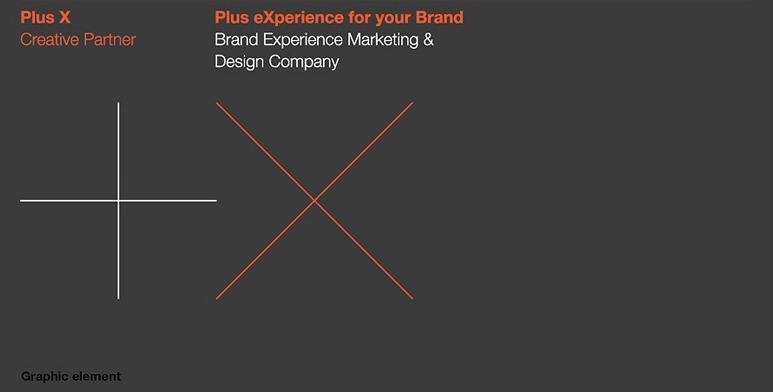 Plus X
Creative Partner
Plus eXperience for your Brand
Brand Experience Marketing &
Design Company
Graphic element